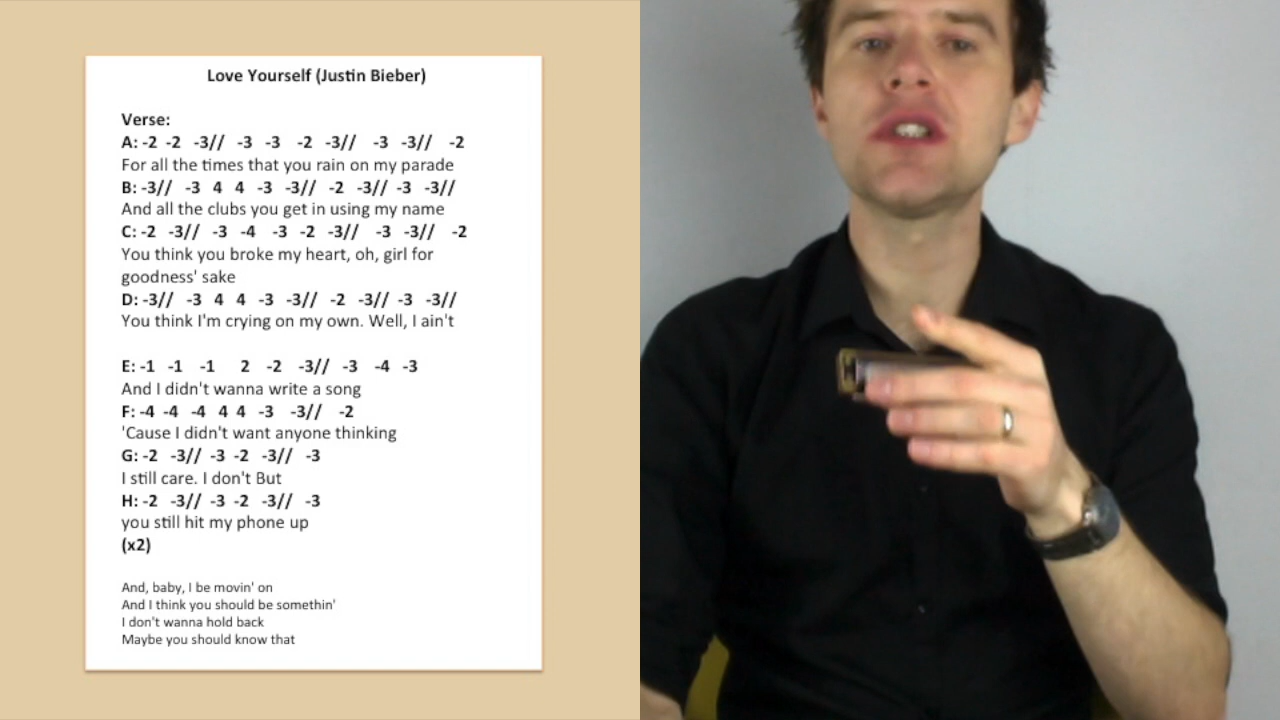 Love Yourself (Justin Bieber)
Verse:
A: -2 -2 -3// -3 -3 -2 -3// -3 -3// -2
For all the times that you rain on my parade
B: -3// -3 4 4 -3 -3// -2 -3// -3 -3//
And all the clubs you get in using my name
C: -2 -3// -3 -4 -3 -2 -3// -3 -3// -2
You think you broke my heart, oh, girl for
goodness' sake
D: -3// -3 4 4 -3 -3// -2 -3// -3 -3//
You think I'm crying on my own. Well, I ain't
E: -1 -1 -1 2 -2 -3// -3 -4 -3
And I didn't wanna write a song
F: -4 -4 -4 4 4 -3 -3// -2
'Cause I didn't want anyone thinking
G: -2 -3// -3 -2 -3// -3
I still care. I don't But
H: -2 -3// -3 -2 -3// -3
you still hit my phone up
(x2)
And, baby, I be movin' on
And I think you should be somethin'
I don't wanna hold back
Maybe you should know that